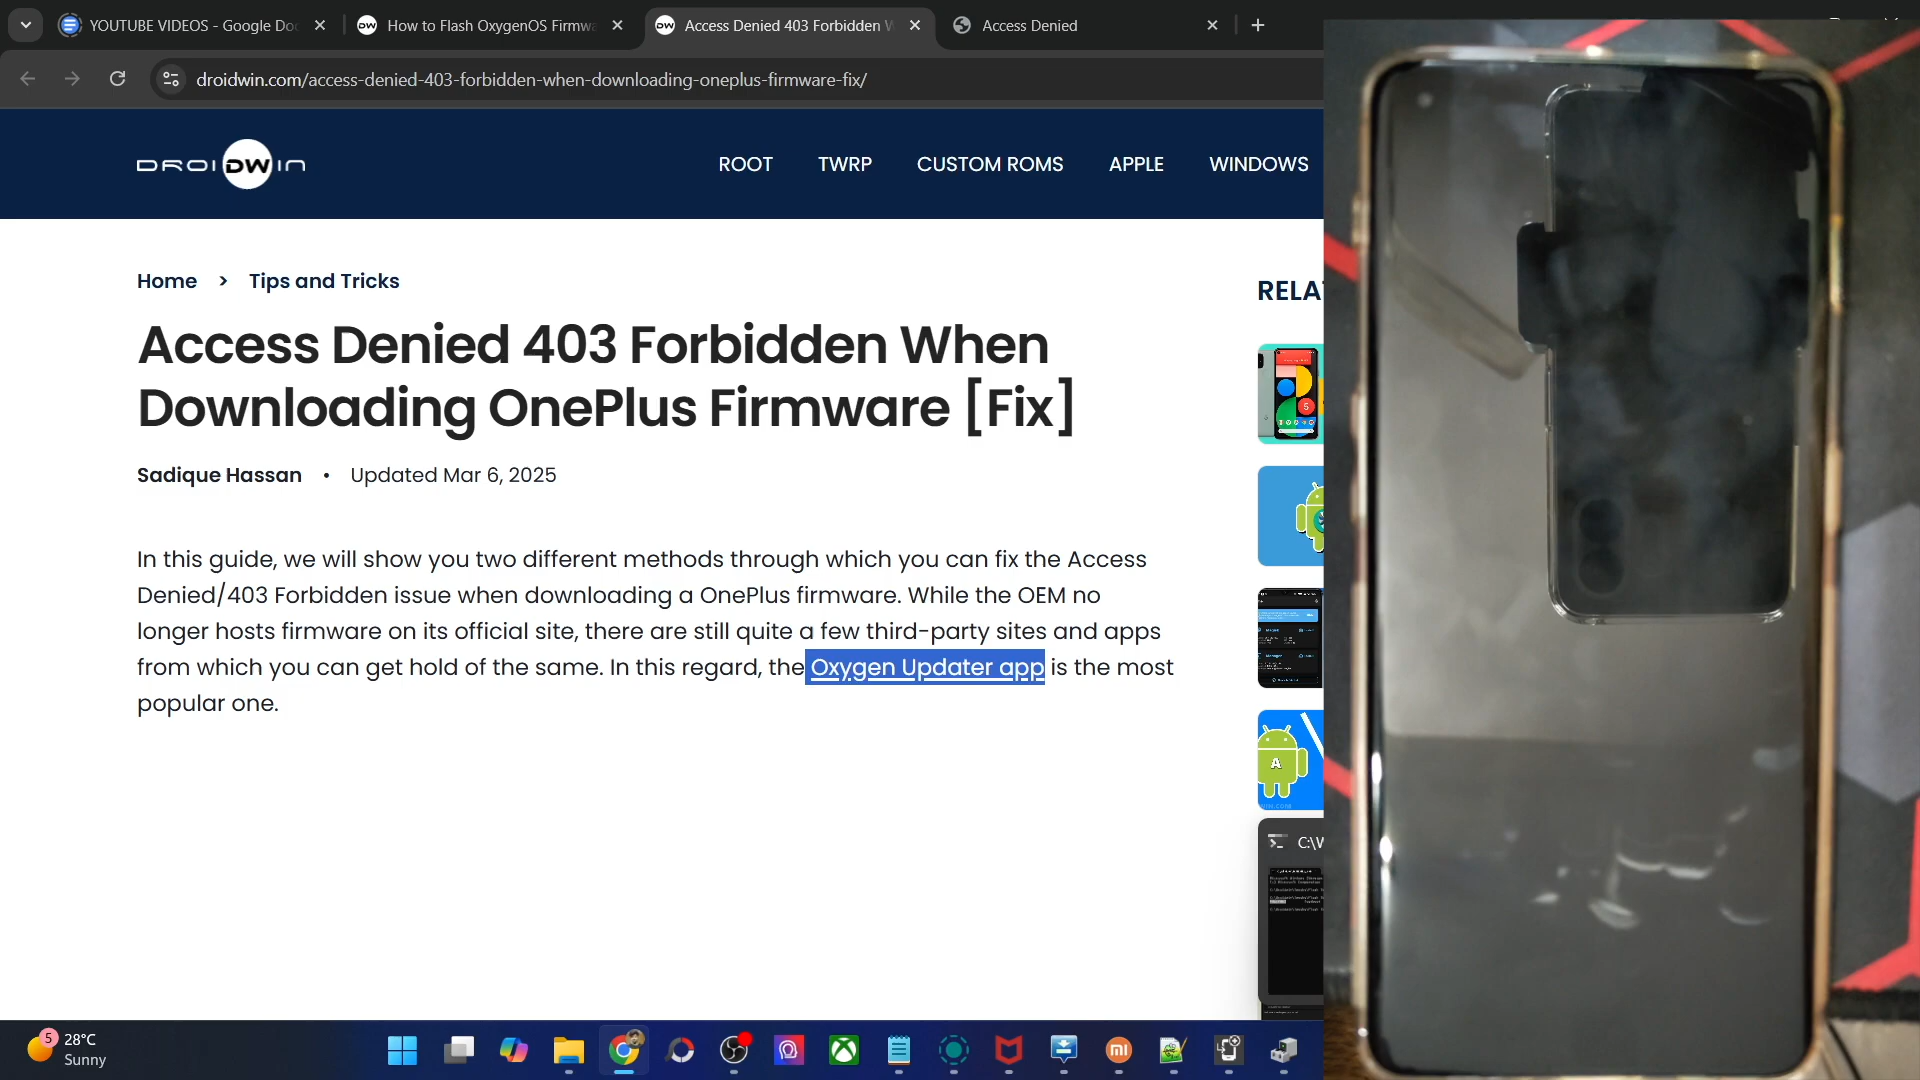 YOUTUBE VIDEOS - Google Doc
How to Flash OxygenOS Firmwa
Access Denied 403 Forbidden W
Access Denied
droidwin.com/access-denied-403-forbidden-when-downloading-oneplus-firmware-fix/
DROIDWIN
ROOT
TWRP
CUSTOM ROMS
APPLE
WINDOWS
Home > Tips and Tricks
RELA
Access Denied 403 Forbidden When
Downloading OnePlus Firmware [Fix]
Sadique Hassan • Updated Mar 6, 2025
In this guide, we will show you two different methods through which you can fix the Access
Denied/403 Forbidden issue when downloading a OnePlus firmware. While the OEM no
longer hosts firmware on its official site, there are still quite a few third-party sites and apps
from which you can get hold of the same. In this regard, the Oxygen Updater app is the most
popular one.
C:\W
5
28°C
Sunny